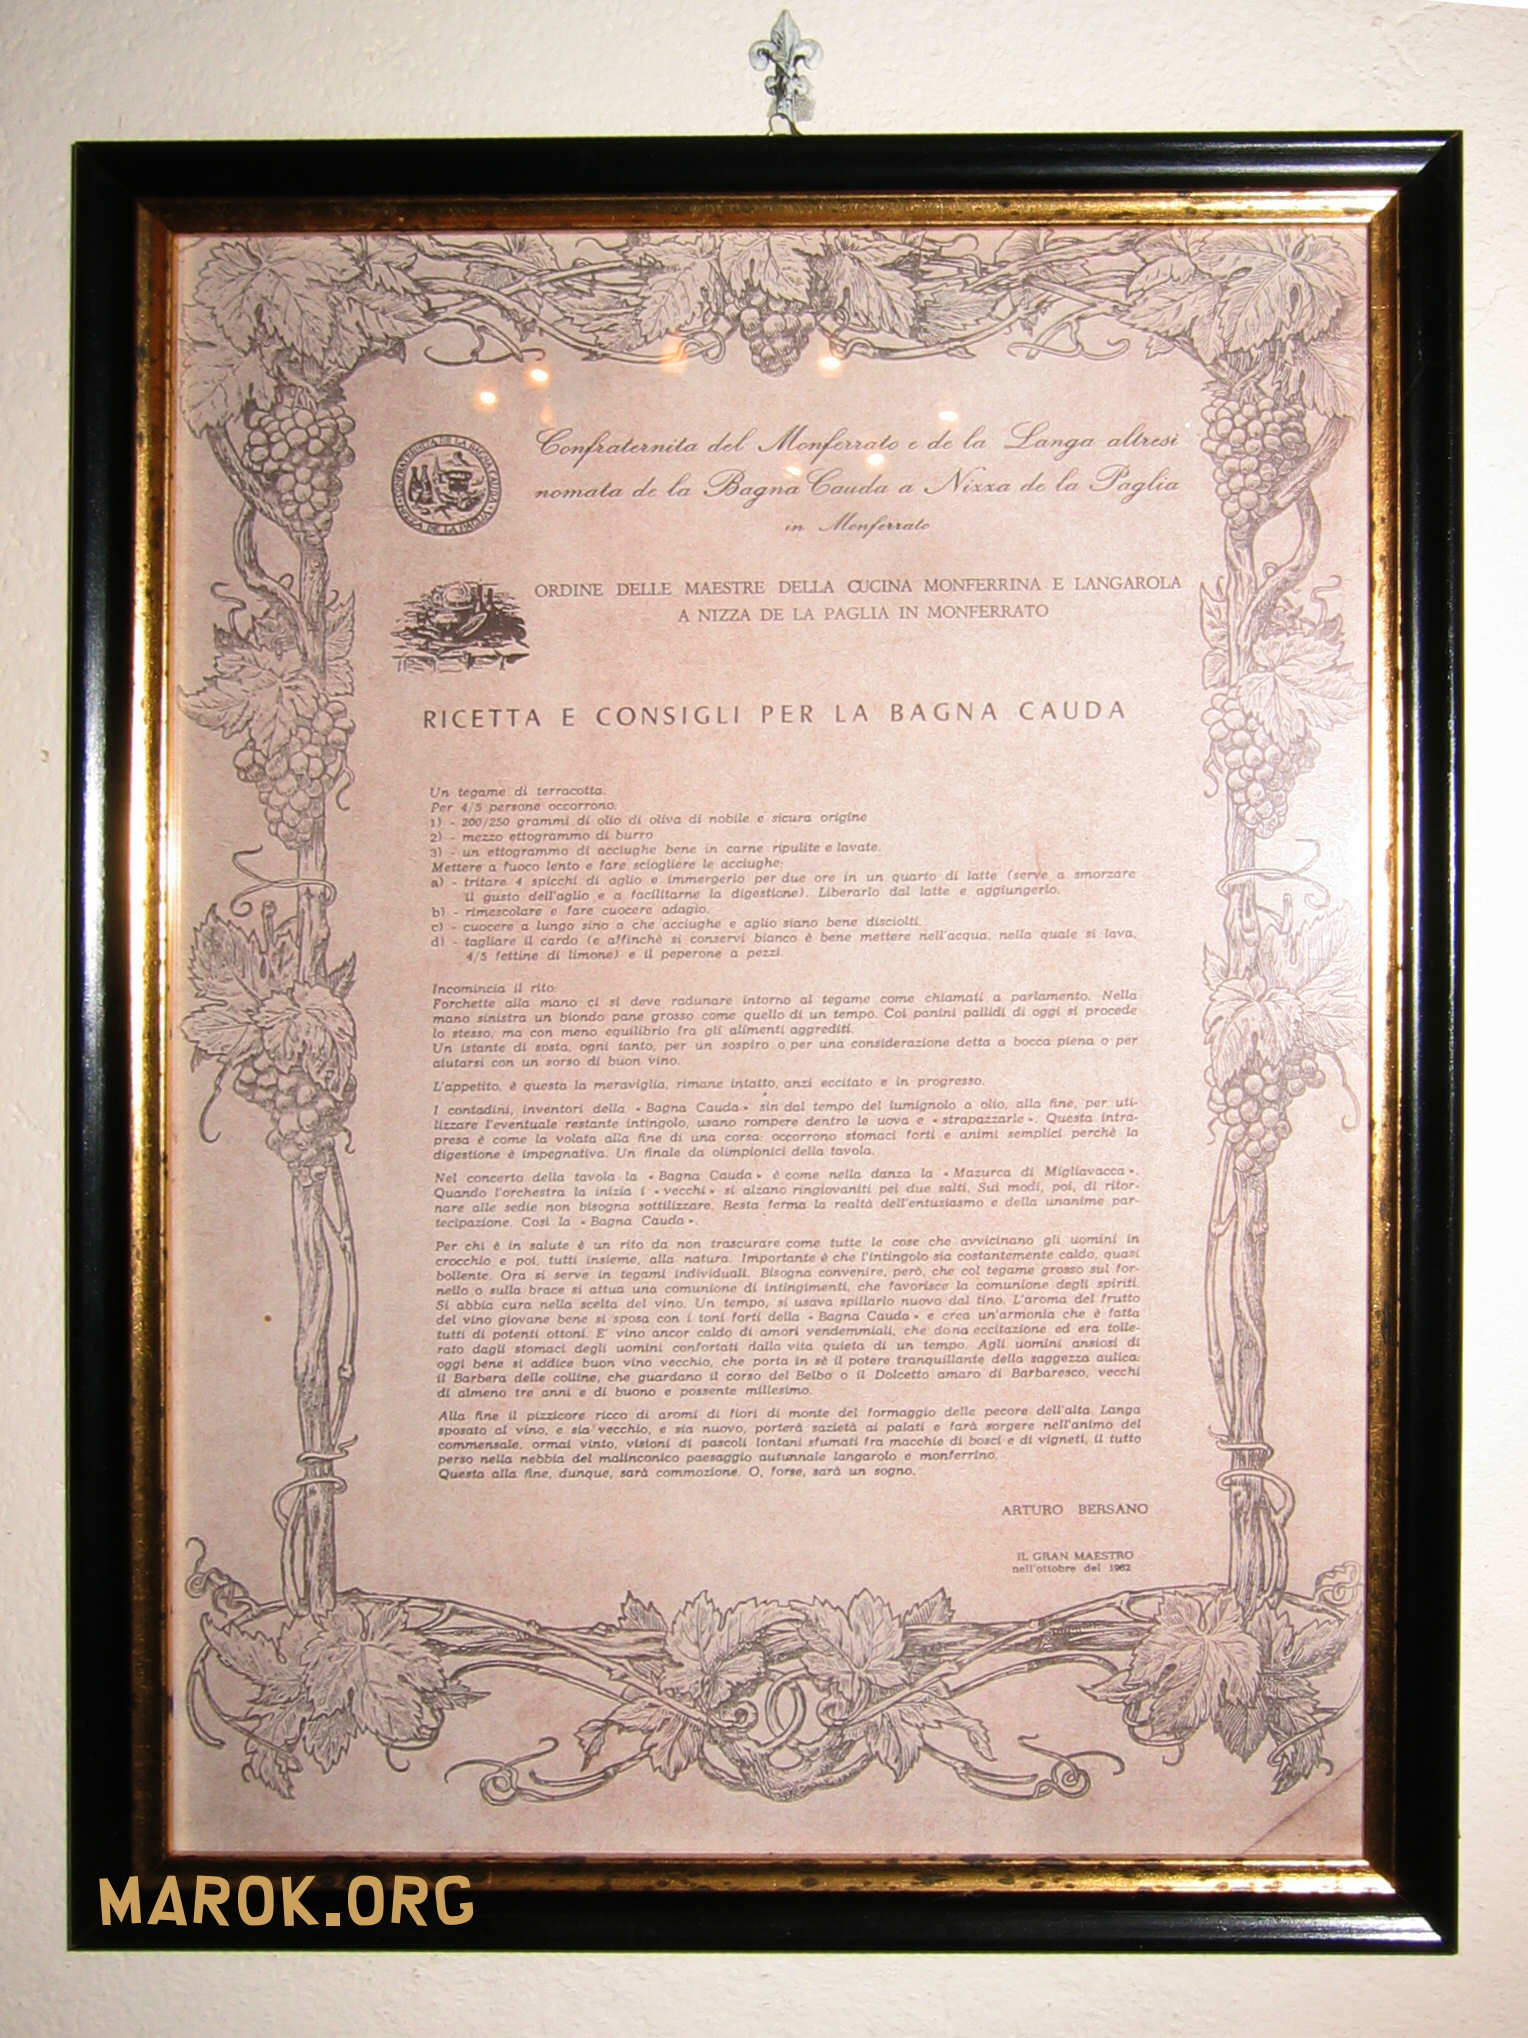 Confraternita del Monferrato e de la Langa altresì
nomata de la Bagna Cauda a Nizza de la Paglia
in Monferrato
ORDINE DELLE MAESTRE DELLA CUCINA MONFERRINA E LANGAROLA
A NIZZA DE LA PAGLIA IN MONFERRATO
RICETTA E CONSIGLI PER LA BAGNA CAUDA
Un tegame di terracotta.
Per 4/5 persone occorrono:
1) - 200/250 grammi di olio di oliva di nobile e sicura origine
2) - mezzo ettogrammo di burro
3) - un ettogrammo di acciughe bene in carne ripulite e lavate.
Mettere a fuoco lento e fare sciogliere le acciughe:
a) - tritare 4 spicchi di aglio e immergerlo per due ore in un quarto di latte (serve a smorzare
il gusto dell'aglio e a facilitarne la digestione). Liberarlo dal latte e aggiungerlo.
b) - rimescolare e fare cuocere adagio.
c) - cuocere a lungo sino a che acciughe e aglio siano bene disciolti.
d) - tagliare il cardo (e affinchè si conservi bianco è bene mettere nell'acqua, nella quale si lava,
4/5 fettine di limone) e il peperone a pezzi.
Incomincia il rito:
Forchette alla mano ci si deve radunare intorno al tegame come chiamati a parlamento. Nella
mano sinistra un biondo pane grosso come quello di un tempo. Coi panini pallidi di oggi si procede
lo stesso, ma con meno equilibrio fra gli alimenti aggrediti.
Un istante di sosta, ogni tanto, per un sospiro o per una considerazione detta a bocca piena o per
aiutarsi con un sorso di buon vino.
L'appetito, è questa la meraviglia, rimane intatto, anzi eccitato e in progresso.
I contadini, inventori della « Bagna Cauda » sin dal tempo del lumignolo a olio, alla fine, per uti-
lizzare l'eventuale restante intingolo, usano rompere dentro le uova e « strapazzarle ». Questa intra-
presa è come la volata alla fine di una corsa: occorrono stomaci forti e animi semplici perchè la
digestione è impegnativa. Un finale da olimpionici della tavola.
Nel concerto della tavola la « Bagna Cauda » è come nella danza la « Mazurca di Migliavacca ».
Quando l'orchestra la inizia i « vecchi » si alzano ringiovaniti pei due salti. Sui modi, poi, di ritor-
nare alle sedie non bisogna sottilizzare. Resta ferma la realtà dell'entusiasmo e della unanime par-
tecipazione. Così la « Bagna Cauda ».
Per chi è in salute è un rito da non trascurare come tutte le cose che avvicinano gli uomini in
crocchio e poi, tutti insieme, alla natura. Importante è che l'intingolo sia costantemente caldo, quasi
bollente. Ora si serve in tegami individuali. Bisogna convenire, però, che col tegame grosso sul for-
nello o sulla brace si attua una comunione di intingimenti, che favorisce la comunione degli spiriti.
Si abbia cura nella scelta del vino. Un tempo, si usava spillarlo nuovo dal tino. L'aroma del frutto
del vino giovane bene si sposa con i toni forti della « Bagna Cauda » e crea un'armonia che è fatta
tutti di potenti ottoni. E' vino ancor caldo di amori vendemmiali, che dona eccitazione ed era tolle-
rato dagli stomaci degli uomini confortati dalla vita quieta di un tempo. Agli uomini ansiosi di
oggi bene si addice buon vino vecchio, che porta in sè il potere tranquillante della saggezza aulica:
il Barbera delle colline, che guardano il corso del Belbo o il Dolcetto amaro di Barbaresco, vecchi
di almeno tre anni e di buono e possente millesimo.
Alla fine il pizzicore ricco di aromi di fiori di monte del formaggio delle pecore dell'alta Langa
sposato al vino, e sia vecchio, e sia nuovo, porterà sazietà ai palati e farà sorgere nell'animo del
commensale, ormai vinto, visioni di pascoli lontani sfumati fra macchie di bosci e di vigneti, il tutto
perso nella nebbia del malinconico paesaggio autunnale langarolo e monferrino.
Questa alla fine, dunque, sarà commozione. O, forse, sarà un sogno.
ARTURO BERSANO
IL GRAN MAESTRO
nell'ottobre del 1962
MAROK.ORG